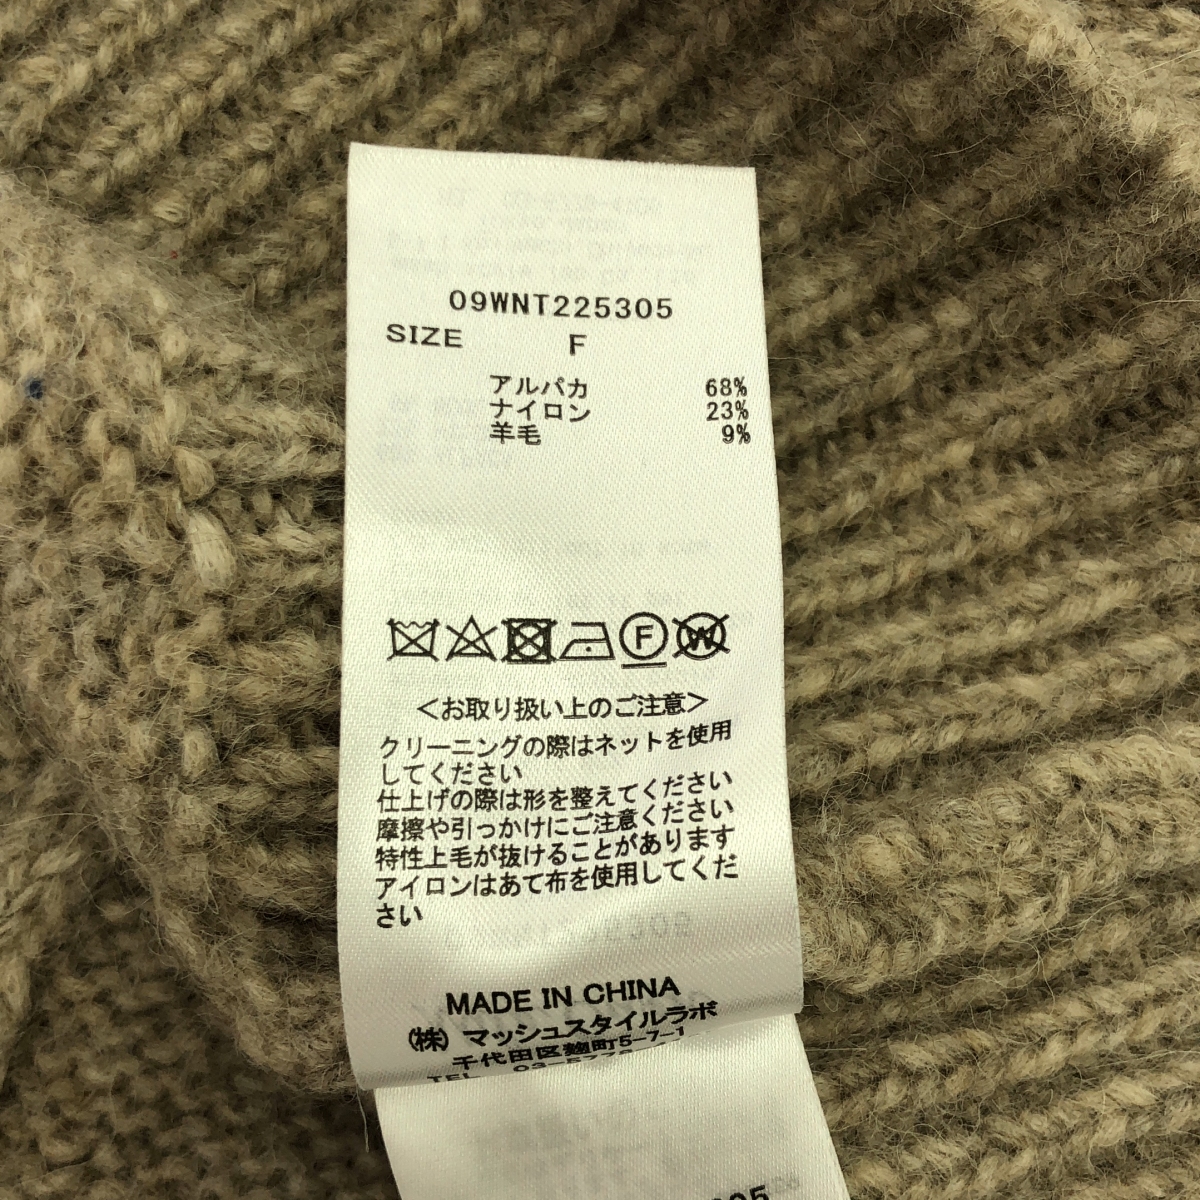 09WNT225305
SIZE F
アルパカ 68%
ナイロン 23%
羊毛 9%
F W
<お取り扱い上のご注意>
クリーニングの際はネットを使用
してください
仕上げの際は形を整えてください
摩擦や引っかけにご注意ください
特性上毛が抜けることがあります
アイロンはあて布を使用してくだ
さい
MADE IN CHINA
(株) マッシュスタイルラボ
千代田区麹町5-7-1
TEL 03-